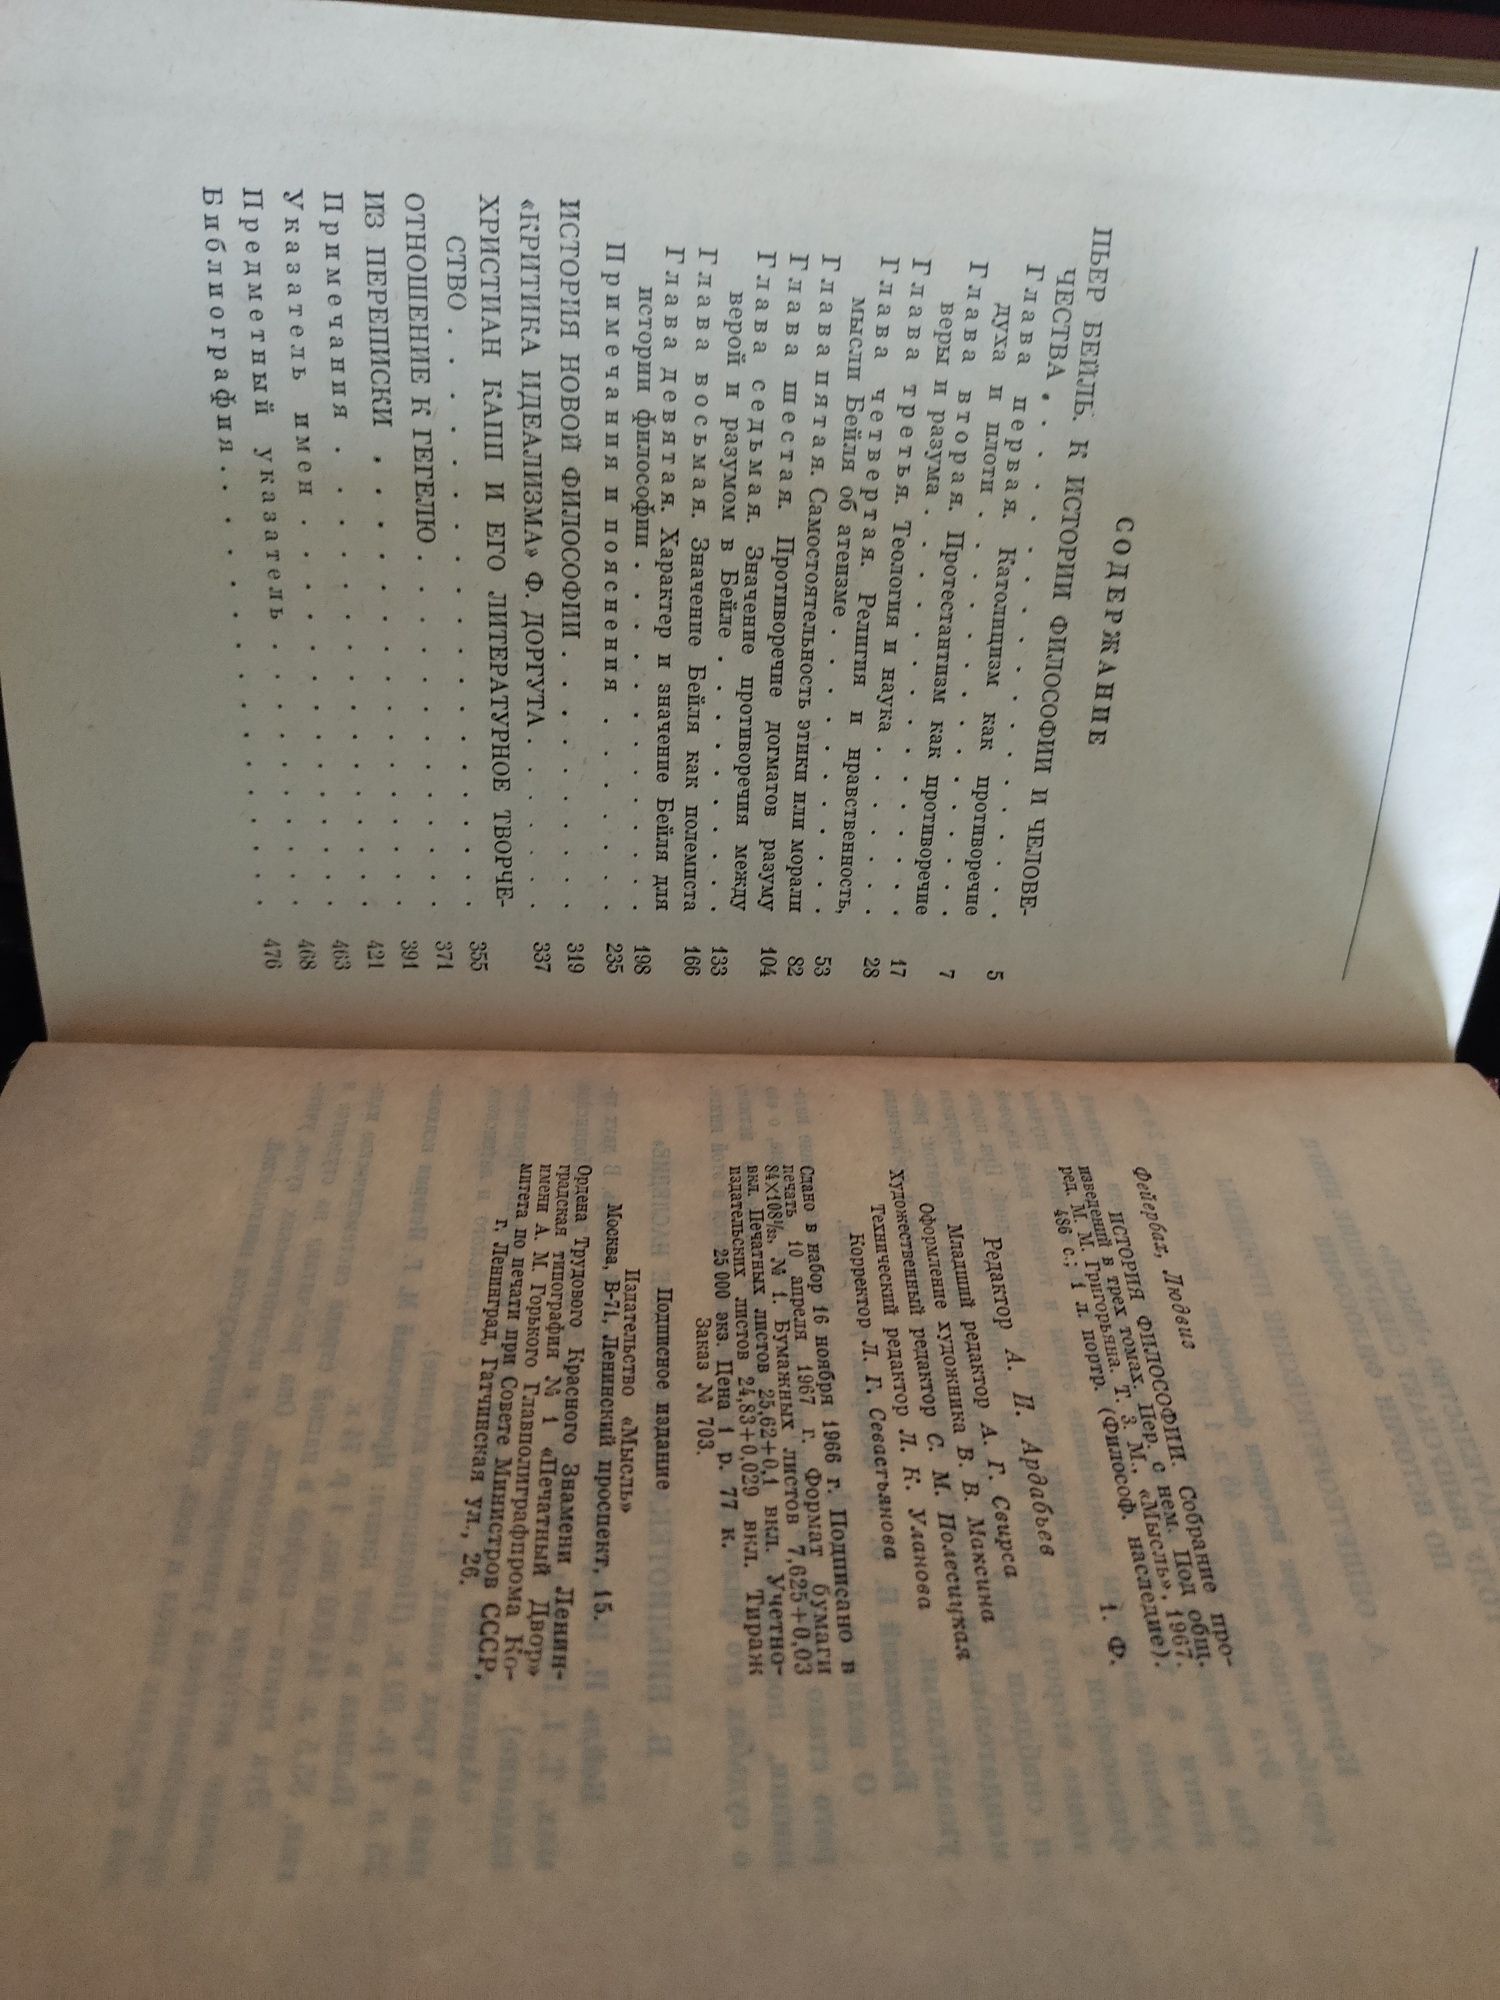 СОДЕРЖАНИЕ
ПЬЕР БЕЙЛЬ. К ИСТОРИИ ФИЛОСОФИИ И ЧЕЛОВЕ-
ЧЕСТВА . . . . . . . . . . . . . . . 5
Глава первая. Католицизм как противоречие
духа и плоти . . . . . . . . . . . . . 7
Глава вторая. Протестантизм как противоречие
веры и разума . . . . . . . . . . . . . 17
Глава третья. Теология и наука . . . . . . 28
Глава четвертая. Религия и нравственность,
мысли Бейля об атеизме . . . . . . . . . 53
Глава пятая. Самостоятельность этики или морали 82
Глава шестая. Противоречие догматов разуму 104
Глава седьмая. Значение противоречия между
верой и разумом в Бейле . . . . . . . . . 133
Глава восьмая. Значение Бейля как полемиста 166
Глава девятая. Характер и значение Бейля для
истории философии . . . . . . . . . . . 198
Примечания и пояснения . . . . . . . . . 235
ИСТОРИЯ НОВОЙ ФИЛОСОФИИ . . . . . . . . 319
«КРИТИКА ИДЕАЛИЗМА» Ф. ДОРГУТА . . . . . . 337
ХРИСТИАН КАПП И ЕГО ЛИТЕРАТУРНОЕ ТВОРЧЕ-
СТВО . . . . . . . . . . . . . . . . 355
ОТНОШЕНИЕ К ГЕГЕЛЮ . . . . . . . . . . . 371
ИЗ ПЕРЕПИСКИ . . . . . . . . . . . . . 391
Примечания . . . . . . . . . . . . . . 421
Указатель имен . . . . . . . . . . . . . 463
Предметный указатель . . . . . . . . . . 468
Библиография . . . . . . . . . . . . . . 476
Фейербах, Людвиг
ИСТОРИЯ ФИЛОСОФИИ. Собрание про-
изведений в трех томах. Пер. с нем. Под общ.
ред. М. М. Григорьяна. Т. 3. М., «Мысль», 1967.
486 с.; 1 л. портр. (Философ. наследие).
1 Ф.
Редактор А. П. Ардабьев
Младший редактор А. Г. Свирса
Оформление художника В. В. Максина
Художественный редактор С. М. Полесицкая
Технический редактор Л. К. Уланова
Корректор Л. Г. Севастьянова
Сдано в набор 16 ноября 1966 г. Подписано в
печать 10 апреля 1967 г. Формат бумаги
84×108¹/₃₂, № 1. Бумажных листов 7,625+0,03
вкл. Печатных листов 25,62+0,1 вкл. Учетно-
издательских листов 24,83+0,029 вкл. Тираж
25 000 экз. Цена 1 р. 77 к.
Заказ № 703.
Подписное издание
Издательство «Мысль»
Москва, В-71, Ленинский проспект, 15.
Ордена Трудового Красного Знамени Ленин-
градская типография № 1 «Печатный Двор»
имени А. М. Горького Главполиграфпрома Ко-
митета по печати при Совете Министров СССР,
г. Ленинград, Гатчинская ул., 26.